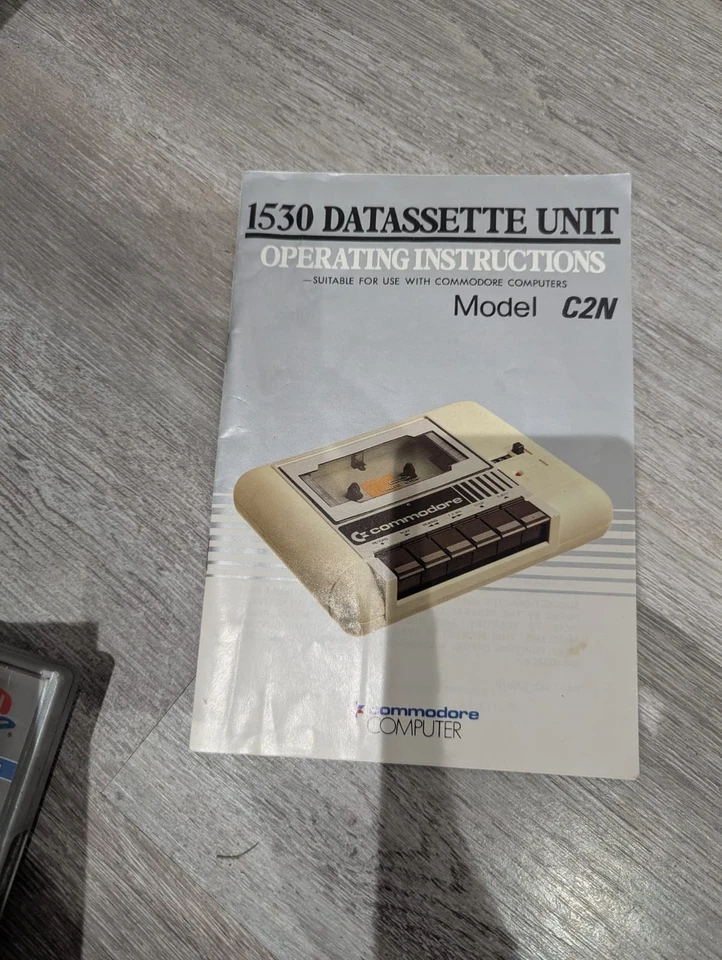 1530 DATASSETTE UNIT
OPERATING INSTRUCTIONS
—SUITABLE FOR USE WITH COMMODORE COMPUTERS
Model C2N
commodore
commodore
COMPUTER